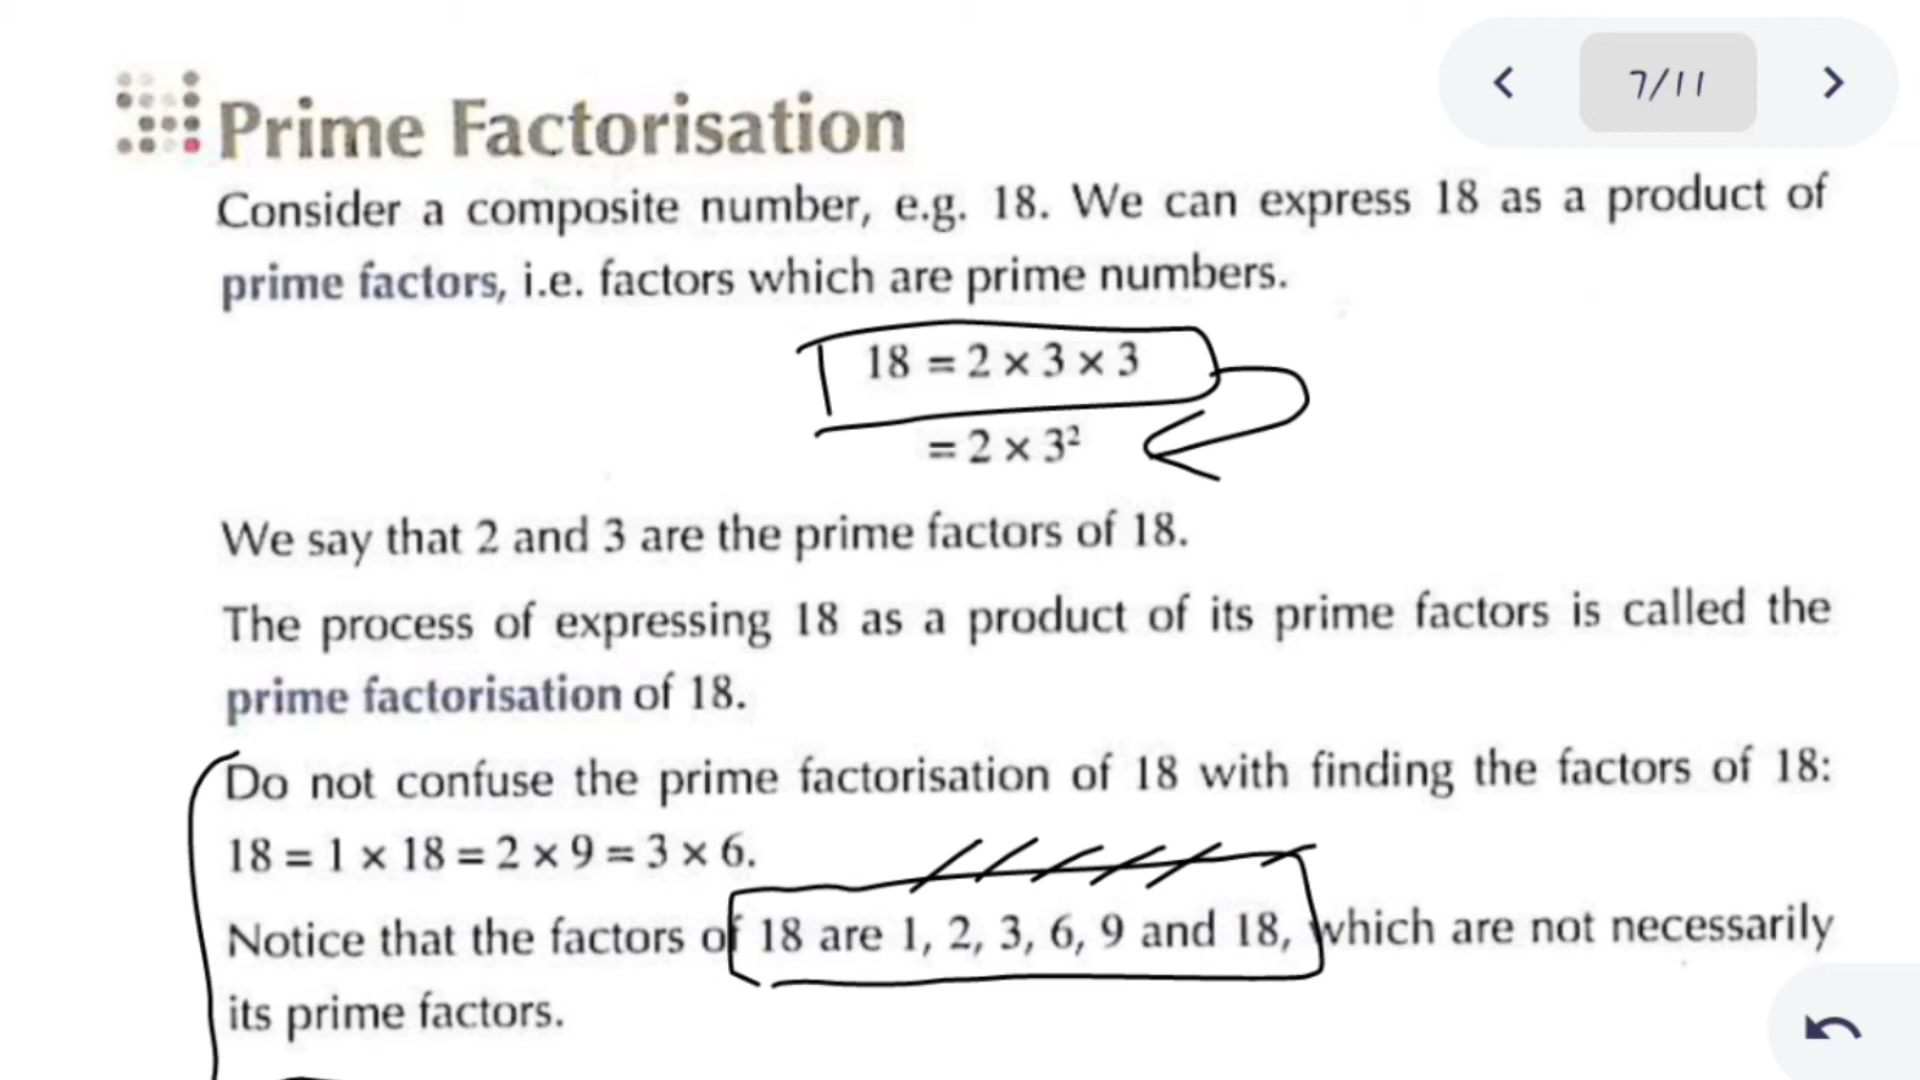 7/11
Prime Factorisation
Consider a composite number, e.g. 18. We can express 18 as a product of
prime factors, i.e. factors which are prime numbers.
18 = 2 × 3 × 3
= 2 × 3²
We say that 2 and 3 are the prime factors of 18.
The process of expressing 18 as a product of its prime factors is called the
prime factorisation of 18.
Do not confuse the prime factorisation of 18 with finding the factors of 18:
18 = 1 × 18 = 2 × 9 = 3 × 6.
Notice that the factors of 18 are 1, 2, 3, 6, 9 and 18, which are not necessarily
its prime factors.